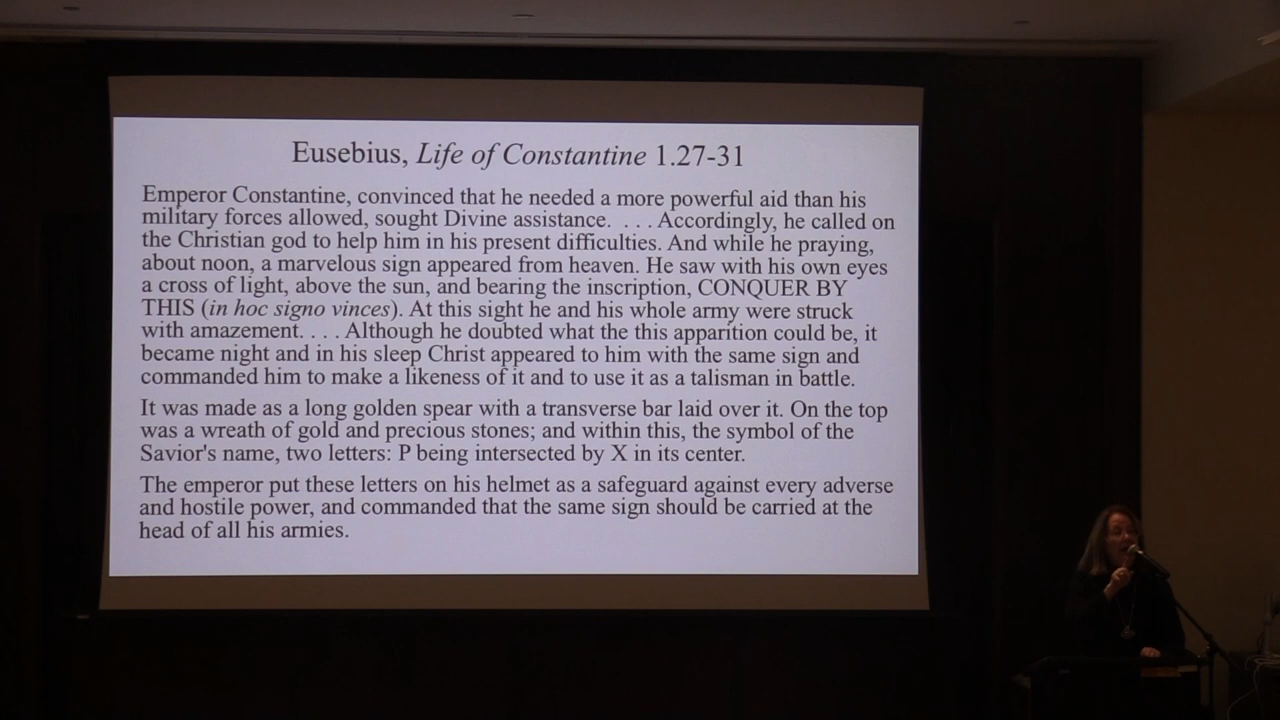 Eusebius, Life of Constantine 1.27-31
Emperor Constantine, convinced that he needed a more powerful aid than his
military forces allowed, sought Divine assistance. . . . Accordingly, he called on
the Christian god to help him in his present difficulties. And while he praying,
about noon, a marvelous sign appeared from heaven. He saw with his own eyes
a cross of light, above the sun, and bearing the inscription, CONQUER BY
THIS (in hoc signo vinces). At this sight he and his whole army were struck
with amazement. . . . Although he doubted what the this apparition could be, it
became night and in his sleep Christ appeared to him with the same sign and
commanded him to make a likeness of it and to use it as a talisman in battle.
It was made as a long golden spear with a transverse bar laid over it. On the top
was a wreath of gold and precious stones; and within this, the symbol of the
Savior's name, two letters: P being intersected by X in its center.
The emperor put these letters on his helmet as a safeguard against every adverse
and hostile power, and commanded that the same sign should be carried at the
head of all his armies.